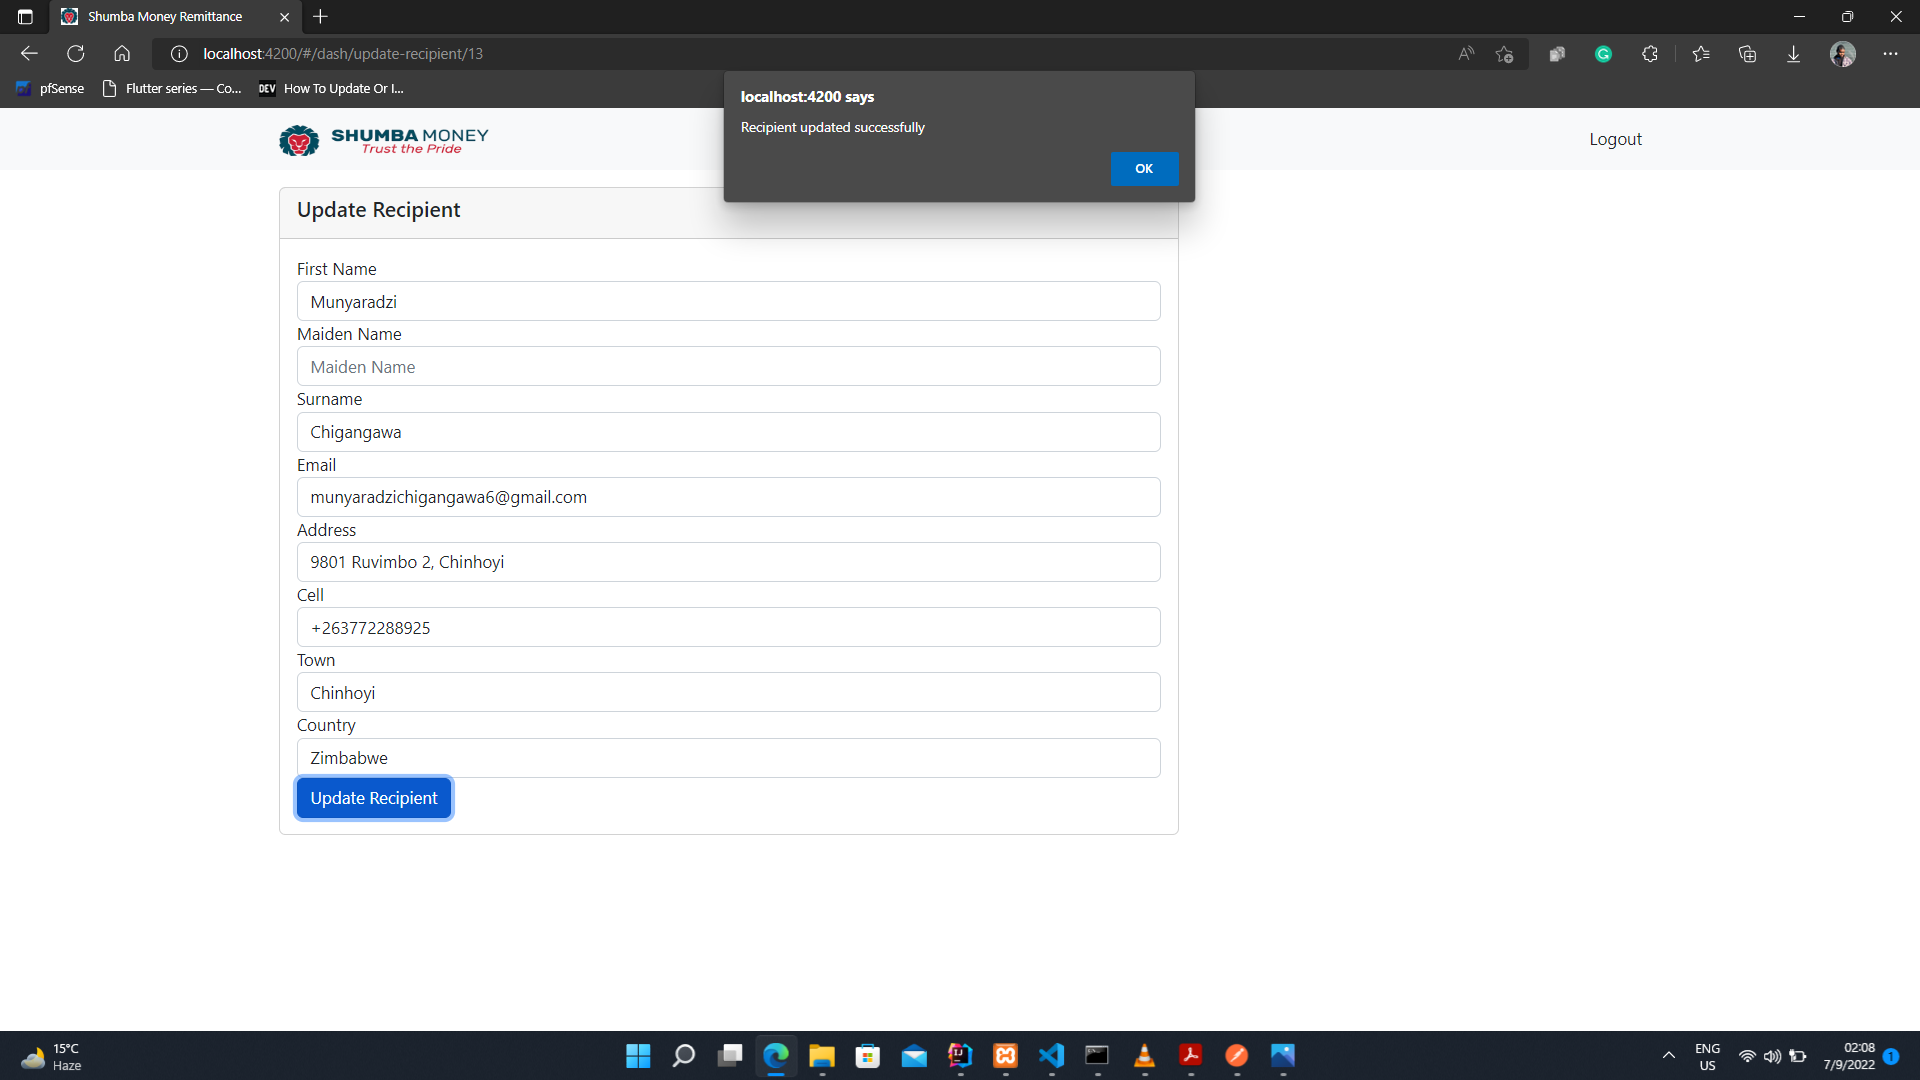 Shumba Money Remittance
localhost:4200/#/dash/update-recipient/13
pfSense
Flutter series — Co...
DEV
How To Update Or I...
localhost:4200 says
Recipient updated successfully
OK
SHUMBA MONEY
Trust the Pride
Logout
Update Recipient
First Name
Munyaradzi
Maiden Name
Maiden Name
Surname
Chigangawa
Email
munyaradzichigangawa6@gmail.com
Address
9801 Ruvimbo 2, Chinhoyi
Cell
+263772288925
Town
Chinhoyi
Country
Zimbabwe
Update Recipient
15°C
Haze
ENG
US
02:08
7/9/2022
1